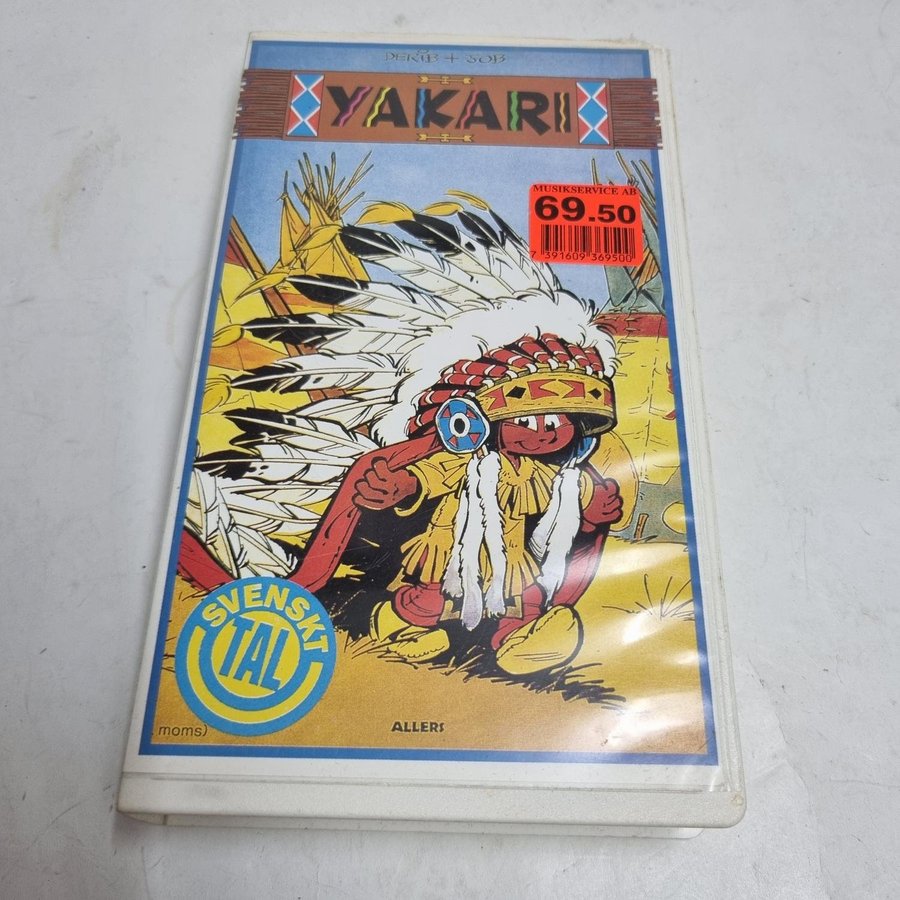 DERIB + JOB
YAKARI
MUSIKSERVICE AB
69.50
7 391609 369500
SVENSKT
TAL
moms)
ALLERS